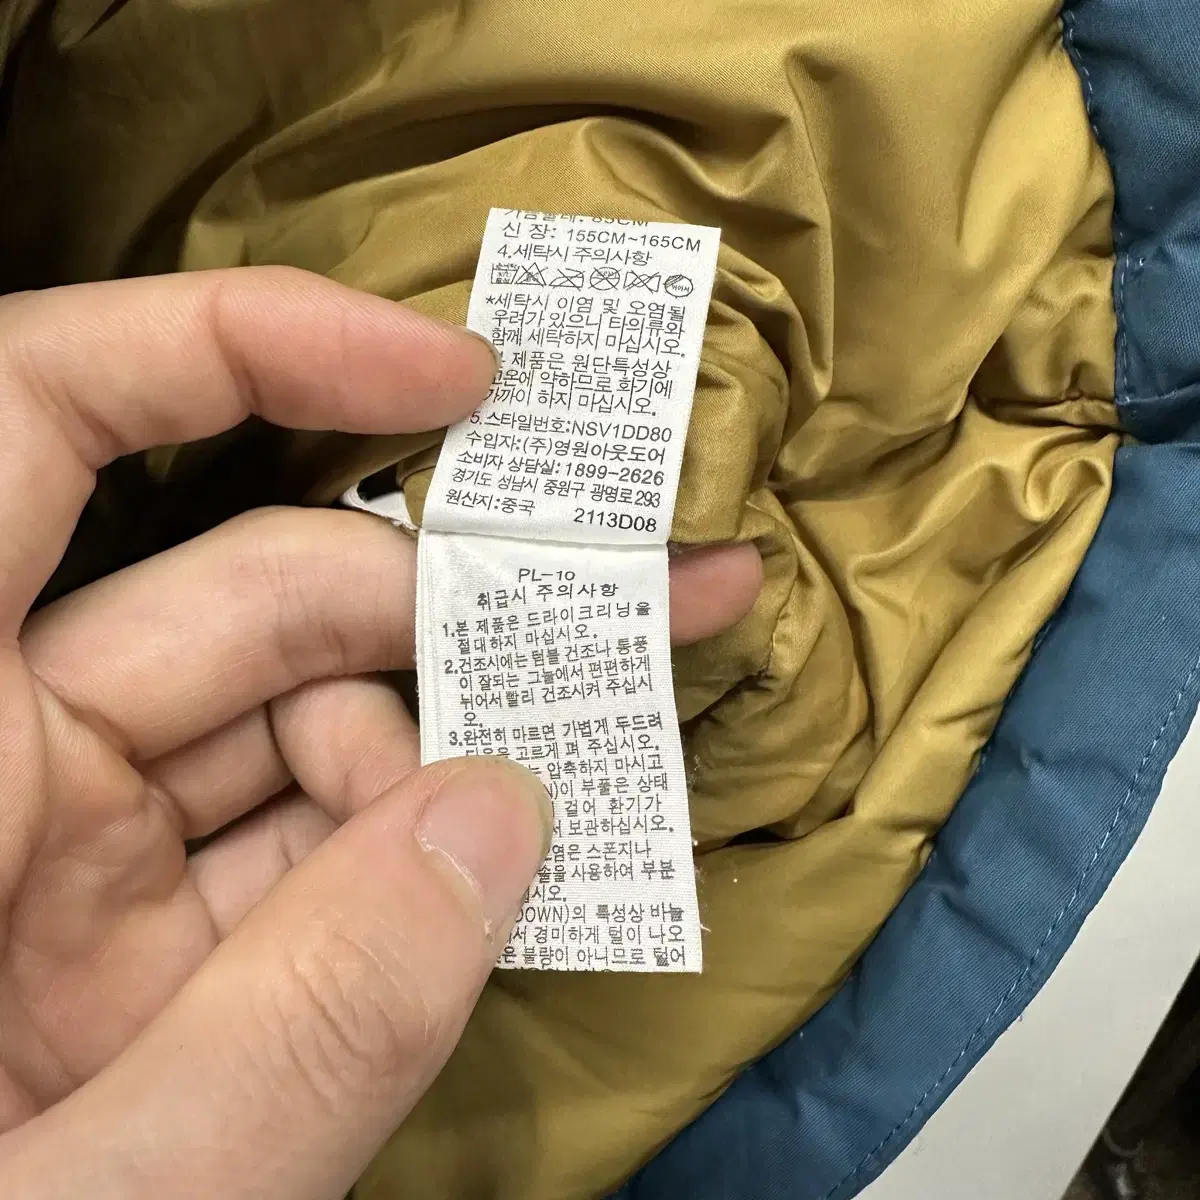 가슴둘레: 85CM
신 장: 155CM~165CM
4.세탁시 주의사항
*세탁시 이염 및 오염될
우려가 있으니 타의류와
함께 세탁하지 마십시오.
제품은 원단특성상
고온에 약하므로 화기에
가까이 하지 마십시오.
5.스타일번호:NSV1DD80
수입자:(주)영원아웃도어
소비자 상담실:1899-2626
경기도 성남시 중원구 광명로293
원산지:중국 2113D08
PL-10
취급시 주의사항
1.본 제품은 드라이크리닝을
절대하지 마십시오.
2.건조시에는 텀블 건조나 통풍
이 잘되는 그늘에서 편편하게
뉘어서 빨리 건조시켜 주십시
오.
3.완전히 마르면 가볍게 두드려
고르게 펴 주십시오.
압축하지 마시고
이 부풀은 상태
걸어 환기가
보관하십시오.
스폰지나
솔을 사용하여 부분
십시오.
(DOWN)의 특성상 바늘
서 경미하게 털이 나오
불량이 아니므로 털어